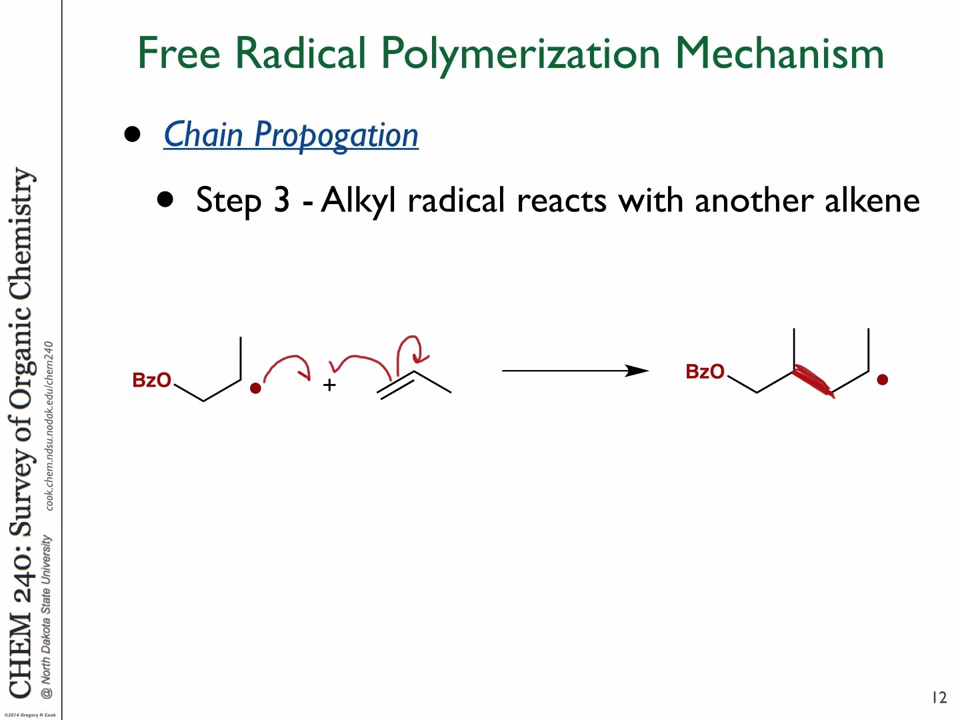 Free Radical Polymerization Mechanism
• Chain Propogation
• Step 3 - Alkyl radical reacts with another alkene
BzO
+
BzO
CHEM 240: Survey of Organic Chemistry
@ North Dakota State University
cook.chem.ndsu.nodak.edu/chem240
©2014 Gregory R Cook
12